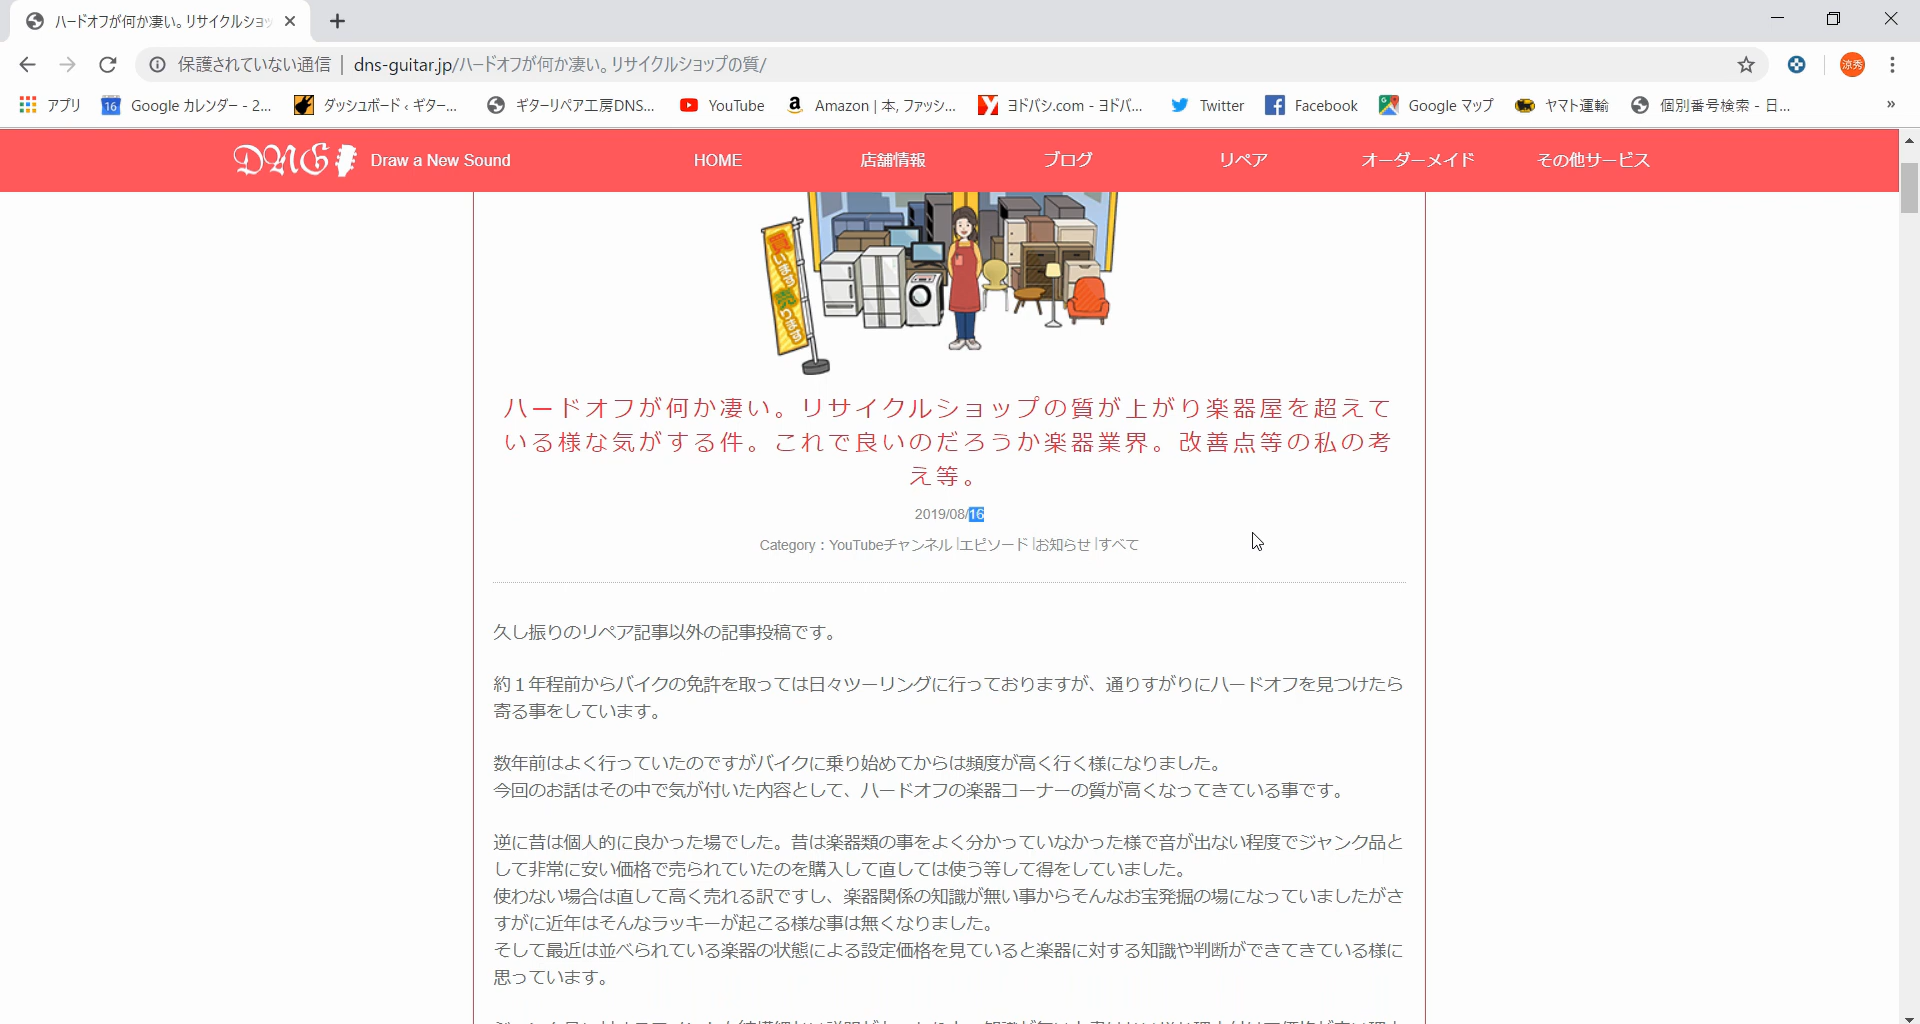 ハードオフが何か凄い。リサイクルショッ
保護されていない通信 | dns-guitar.jp/ハードオフが何か凄い。リサイクルショップの質/
涼秀
アプリ 16 Google カレンダー - 2... ダッシュボード ‹ ギター... ギターリペア工房DNS... YouTube Amazon | 本, ファッシ... ヨドバシ.com - ヨドバ... Twitter Facebook Google マップ ヤマト運輸 個別番号検索 - 日... »
DNG Draw a New Sound HOME 店舗情報 ブログ リペア オーダーメイド その他サービス
買います売ります
ハードオフが何か凄い。リサイクルショップの質が上がり楽器屋を超えて
いる様な気がする件。これで良いのだろうか楽器業界。改善点等の私の考
え等。
2019/08/16
Category：YouTubeチャンネル |エピソード |お知らせ |すべて
久し振りのリペア記事以外の記事投稿です。
約１年程前からバイクの免許を取っては日々ツーリングに行っておりますが、通りすがりにハードオフを見つけたら
寄る事をしています。
数年前はよく行っていたのですがバイクに乗り始めてからは頻度が高く行く様になりました。
今回のお話はその中で気が付いた内容として、ハードオフの楽器コーナーの質が高くなってきている事です。
逆に昔は個人的に良かった場でした。昔は楽器類の事をよく分かっていなかった様で音が出ない程度でジャンク品と
して非常に安い価格で売られていたのを購入して直しては使う等して得をしていました。
使わない場合は直して高く売れる訳ですし、楽器関係の知識が無い事からそんなお宝発掘の場になっていましたがさ
すがに近年はそんなラッキーが起こる様な事は無くなりました。
そして最近は並べられている楽器の状態による設定価格を見ていると楽器に対する知識や判断ができてきている様に
思っています。